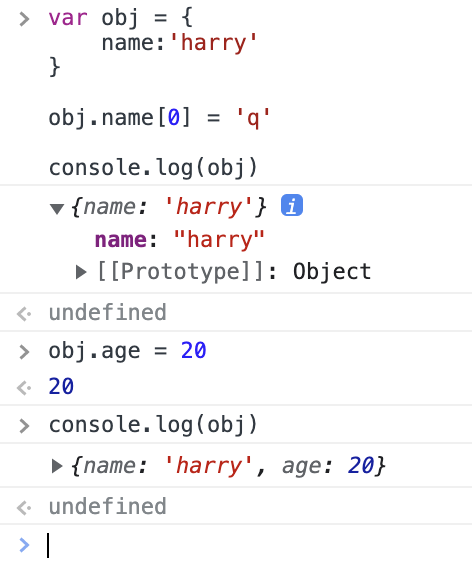 var obj = {
name:'harry'
}
obj.name[0] = 'q'
console.log(obj)
{name: 'harry'} i
name: "harry"
[[Prototype]]: Object
undefined
obj.age = 20
20
console.log(obj)
{name: 'harry', age: 20}
undefined